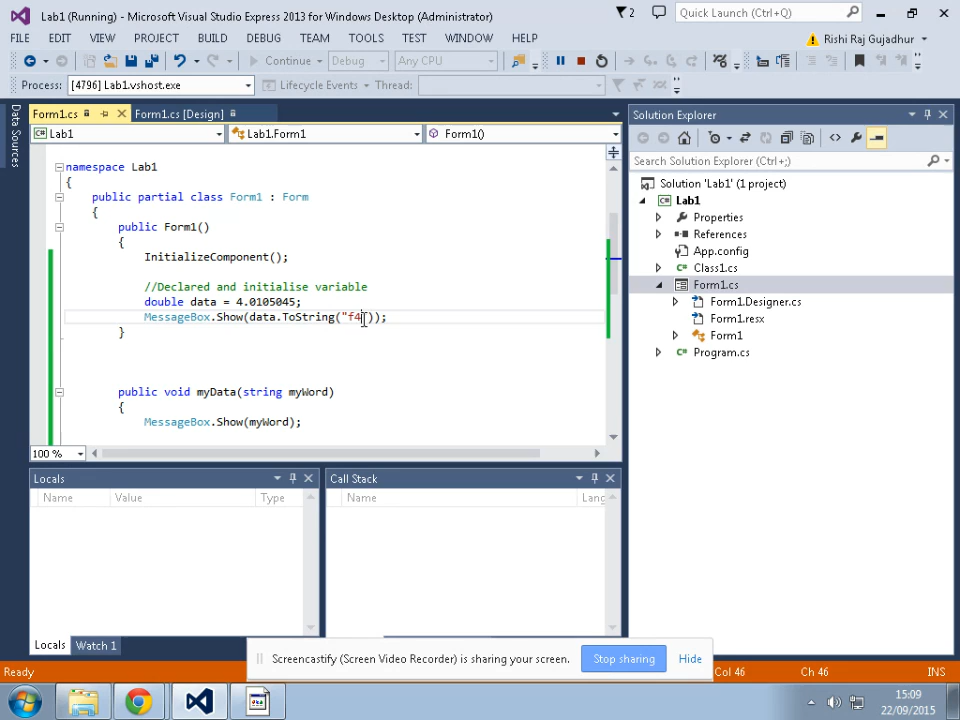 Lab1 (Running) - Microsoft Visual Studio Express 2013 for Windows Desktop (Administrator)
2
Quick Launch (Ctrl+Q)
FILE EDIT VIEW PROJECT BUILD DEBUG TEAM TOOLS TEST WINDOW HELP
Rishi Raj Gujadhur
Continue Debug Any CPU
Process: [4796] Lab1.vshost.exe Lifecycle Events Thread:
Data Sources
Form1.cs Form1.cs [Design]
Lab1 Lab1.Form1 Form1()
namespace Lab1
{
public partial class Form1 : Form
{
public Form1()
{
InitializeComponent();
//Declared and initialise variable
double data = 4.0105045;
MessageBox.Show(data.ToString("f4"));
}
public void myData(string myWord)
{
MessageBox.Show(myWord);
100 %
Solution Explorer
Search Solution Explorer (Ctrl+;)
Solution 'Lab1' (1 project)
Lab1
Properties
References
App.config
Class1.cs
Form1.cs
Form1.Designer.cs
Form1.resx
Form1
Program.cs
Locals
Name Value Type
Call Stack
Name Lang
Locals Watch 1
Screencastify (Screen Video Recorder) is sharing your screen. Stop sharing Hide
Ready Col 46 Ch 46 INS
15:09
22/09/2015